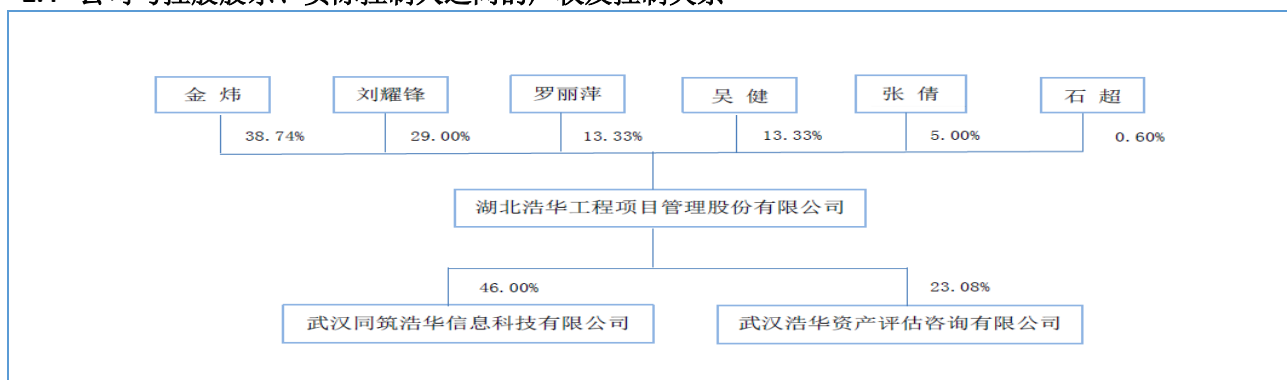 金 炜 刘耀锋 罗丽萍 吴 健 张 倩 石 超
38.74% 29.00% 13.33% 13.33% 5.00% 0.60%
湖北浩华工程项目管理股份有限公司
46.00% 23.08%
武汉同筑浩华信息科技有限公司 武汉浩华资产评估咨询有限公司